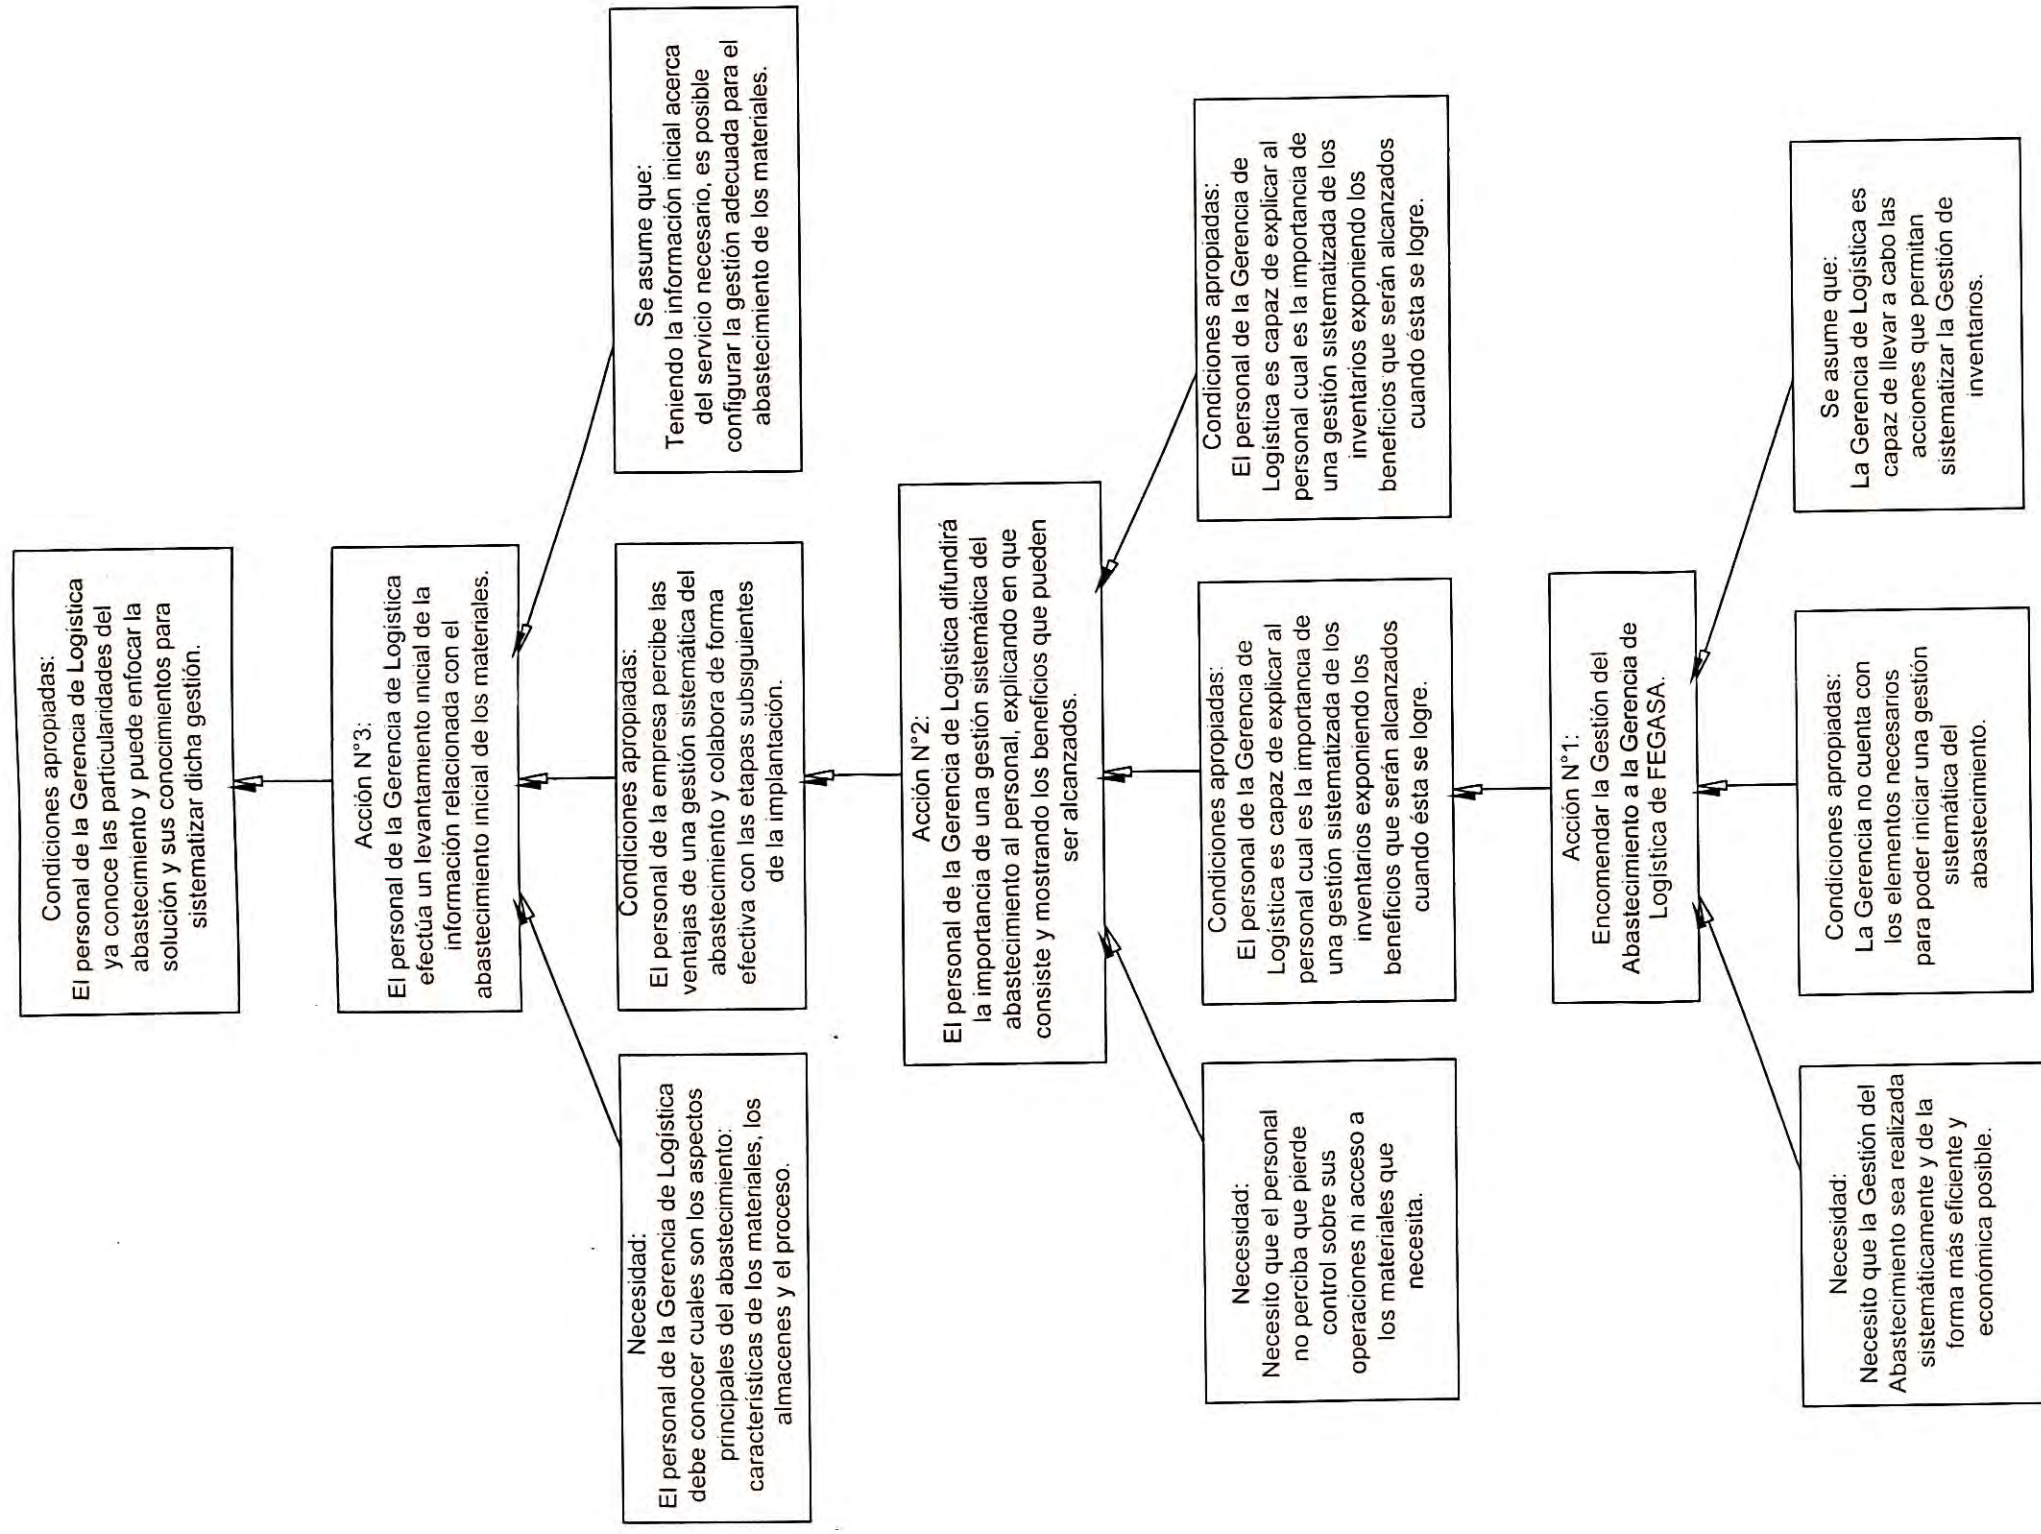 Condiciones apropiadas:
El personal de la Gerencia de Logística
ya conoce las particularidades del
abastecimiento y puede enfocar la
solución y sus conocimientos para
sistematizar dicha gestión.
Acción N°3:
El personal de la Gerencia de Logística
efectúa un levantamiento inicial de la
información relacionada con el
abastecimiento inicial de los materiales.
Necesidad:
El personal de la Gerencia de Logística
debe conocer cuales son los aspectos
principales del abastecimiento:
características de los materiales, los
almacenes y el proceso.
Condiciones apropiadas:
El personal de la empresa percibe las
ventajas de una gestión sistemática del
abastecimiento y colabora de forma
efectiva con las etapas subsiguientes
de la implantación.
Se asume que:
Teniendo la información inicial acerca
del servicio necesario, es posible
configurar la gestión adecuada para el
abastecimiento de los materiales.
Acción N°2:
El personal de la Gerencia de Logística difundirá
la importancia de una gestión sistemática del
abastecimiento al personal, explicando en que
consiste y mostrando los beneficios que pueden
ser alcanzados.
Necesidad:
Necesito que el personal
no perciba que pierde
control sobre sus
operaciones ni acceso a
los materiales que
necesita.
Condiciones apropiadas:
El personal de la Gerencia de
Logística es capaz de explicar al
personal cual es la importancia de
una gestión sistematizada de los
inventarios exponiendo los
beneficios que serán alcanzados
cuando ésta se logre.
Condiciones apropiadas:
El personal de la Gerencia de
Logística es capaz de explicar al
personal cual es la importancia de
una gestión sistematizada de los
inventarios exponiendo los
beneficios que serán alcanzados
cuando ésta se logre.
Acción N°1:
Encomendar la Gestión del
Abastecimiento a la Gerencia de
Logística de FEGASA.
Necesidad:
Necesito que la Gestión del
Abastecimiento sea realizada
sistemáticamente y de la
forma más eficiente y
económica posible.
Condiciones apropiadas:
La Gerencia no cuenta con
los elementos necesarios
para poder iniciar una gestión
sistemática del
abastecimiento.
Se asume que:
La Gerencia de Logística es
capaz de llevar a cabo las
acciones que permitan
sistematizar la Gestión de
inventarios.